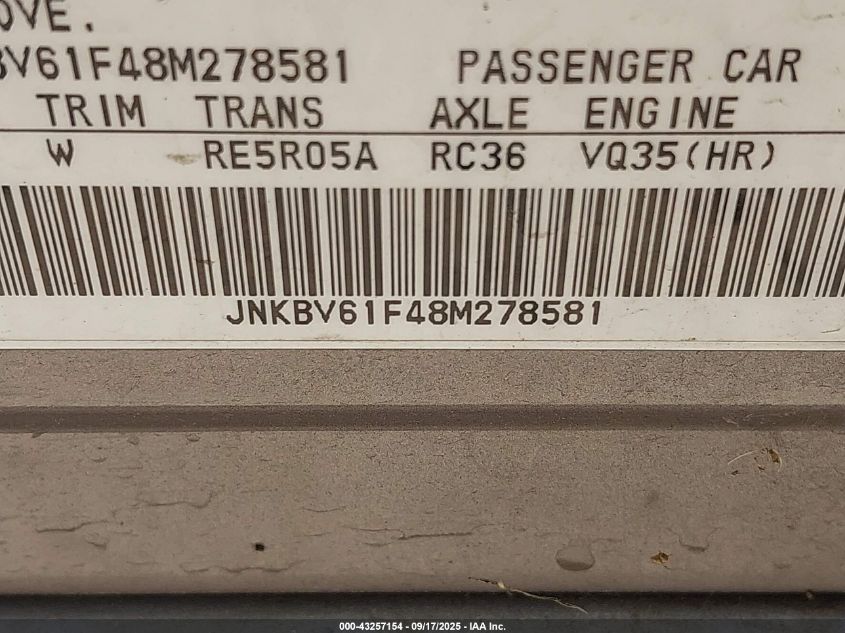 OVE.
BV61F48M278581 PASSENGER CAR
TRIM TRANS AXLE ENGINE
W RE5R05A RC36 VQ35(HR)
JNKBV61F48M278581
000-43257154 - 09/17/2025 - IAA Inc.